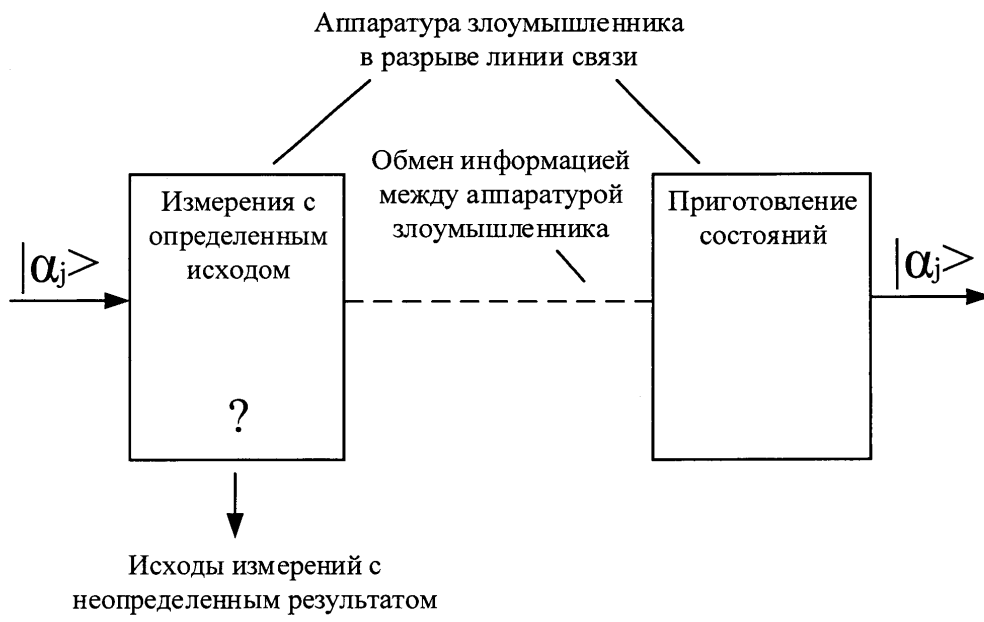 Аппаратура злоумышленника
в разрыве линии связи
Обмен информацией
между аппаратурой
злоумышленника
Измерения с
определенным
исходом
Приготовление
состояний
|αj>
|αj>
?
Исходы измерений с
неопределенным результатом